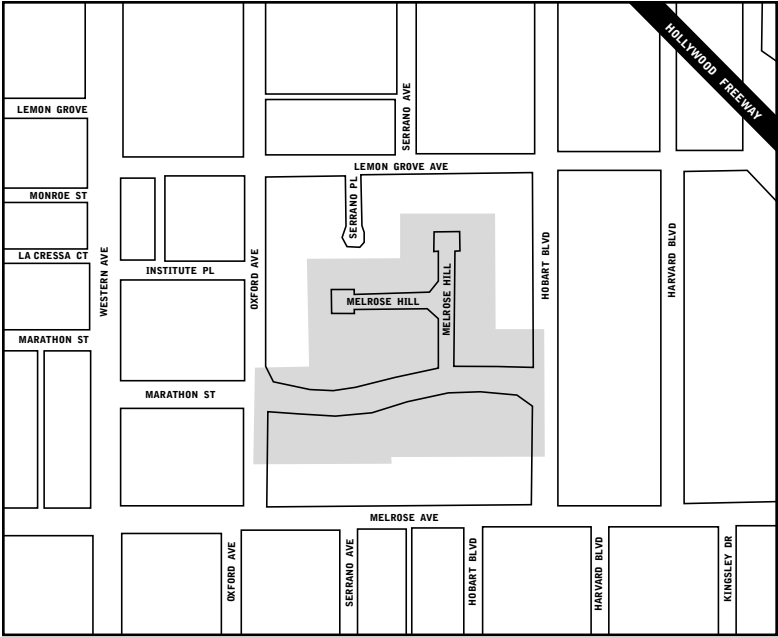 HOLLYWOOD FREEWAY
LEMON GROVE
SERRANO AVE
LEMON GROVE AVE
MONROE ST
SERRANO PL
LA CRESSA CT
WESTERN AVE
INSTITUTE PL
OXFORD AVE
HOBART BLVD
HARVARD BLVD
MELROSE HILL
MELROSE HILL
MARATHON ST
MARATHON ST
MELROSE AVE
OXFORD AVE
SERRANO AVE
HOBART BLVD
HARVARD BLVD
KINGSLEY DR